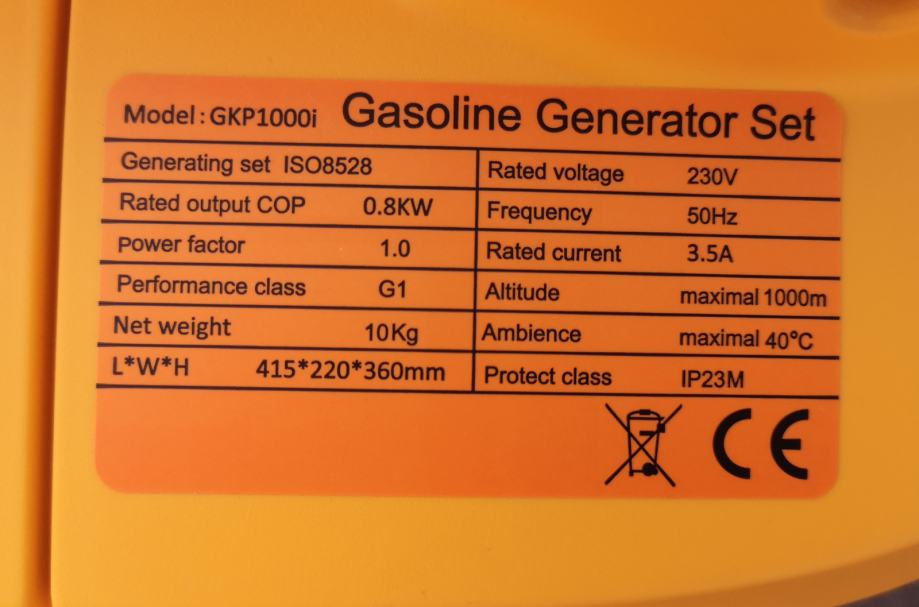 Model: GKP1000i Gasoline Generator Set
Generating set ISO8528
Rated output COP 0.8KW
Power factor 1.0
Performance class G1
Net weight 10Kg
L*W*H 415*220*360mm
Rated voltage 230V
Frequency 50Hz
Rated current 3.5A
Altitude maximal 1000m
Ambience maximal 40°C
Protect class IP23M
CE